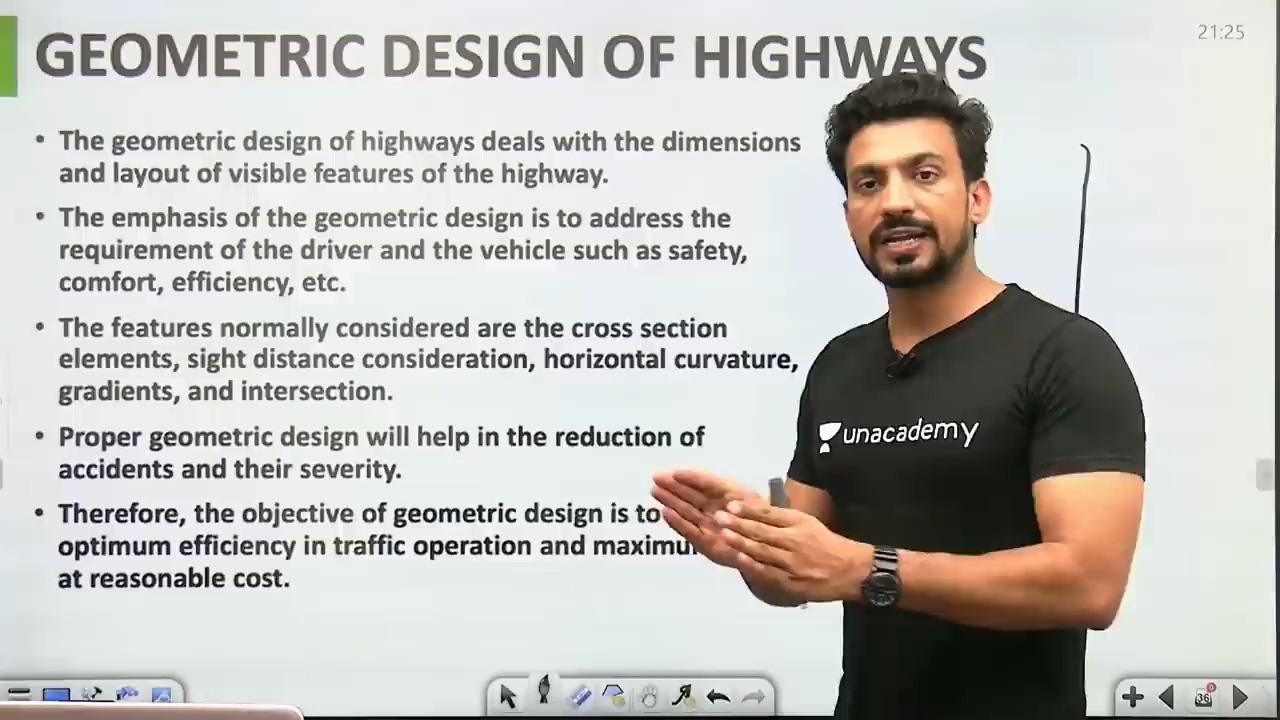 GEOMETRIC DESIGN OF HIGHWAYS
21:25
• The geometric design of highways deals with the dimensions
and layout of visible features of the highway.
• The emphasis of the geometric design is to address the
requirement of the driver and the vehicle such as safety,
comfort, efficiency, etc.
• The features normally considered are the cross section
elements, sight distance consideration, horizontal curvature,
gradients, and intersection.
• Proper geometric design will help in the reduction of
accidents and their severity.
• Therefore, the objective of geometric design is to
optimum efficiency in traffic operation and
at reasonable cost.
unacademy
36